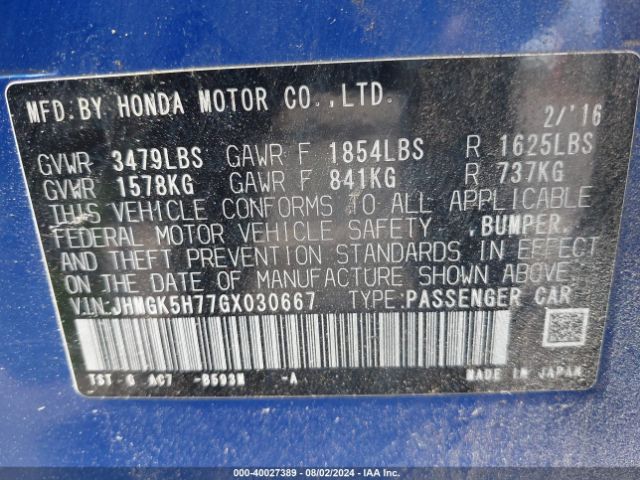 MFD.BY HONDA MOTOR CO.,LTD. 2/'16
GVWR 3479LBS GAWR F 1854LBS R 1625LBS
GVWR 1578KG GAWR F 841KG R 737KG
THIS VEHICLE CONFORMS TO ALL APPLICABLE
FEDERAL MOTOR VEHICLE SAFETY ,BUMPER,
AND THEFT PREVENTION STANDARDS IN EFFECT
ON THE DATE OF MANUFACTURE SHOWN ABOVE.
VIN:JHMGK5H77GX030667 TYPE:PASSENGER CAR
TST-G AC7 -B593M -A MADE IN JAPAN
000-40027389 - 08/02/2024 - IAA Inc.